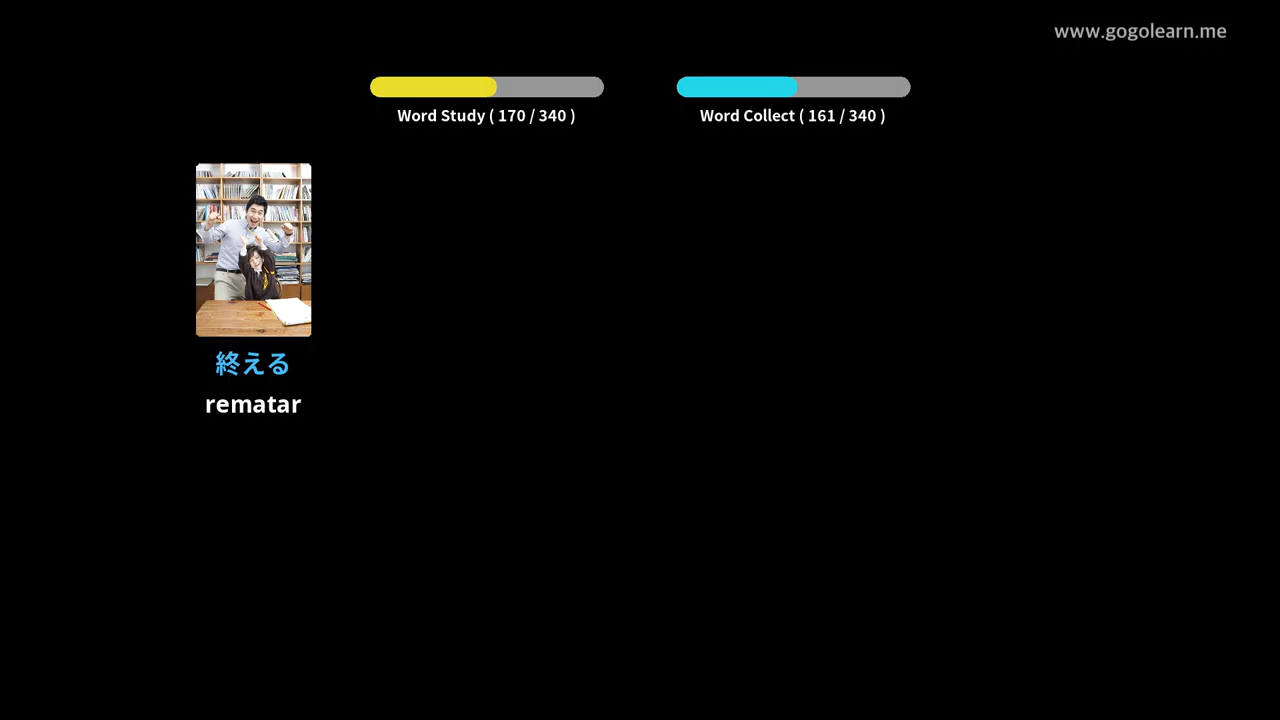 www.gogolearn.me
Word Study ( 170 / 340 )
Word Collect ( 161 / 340 )
終える
rematar